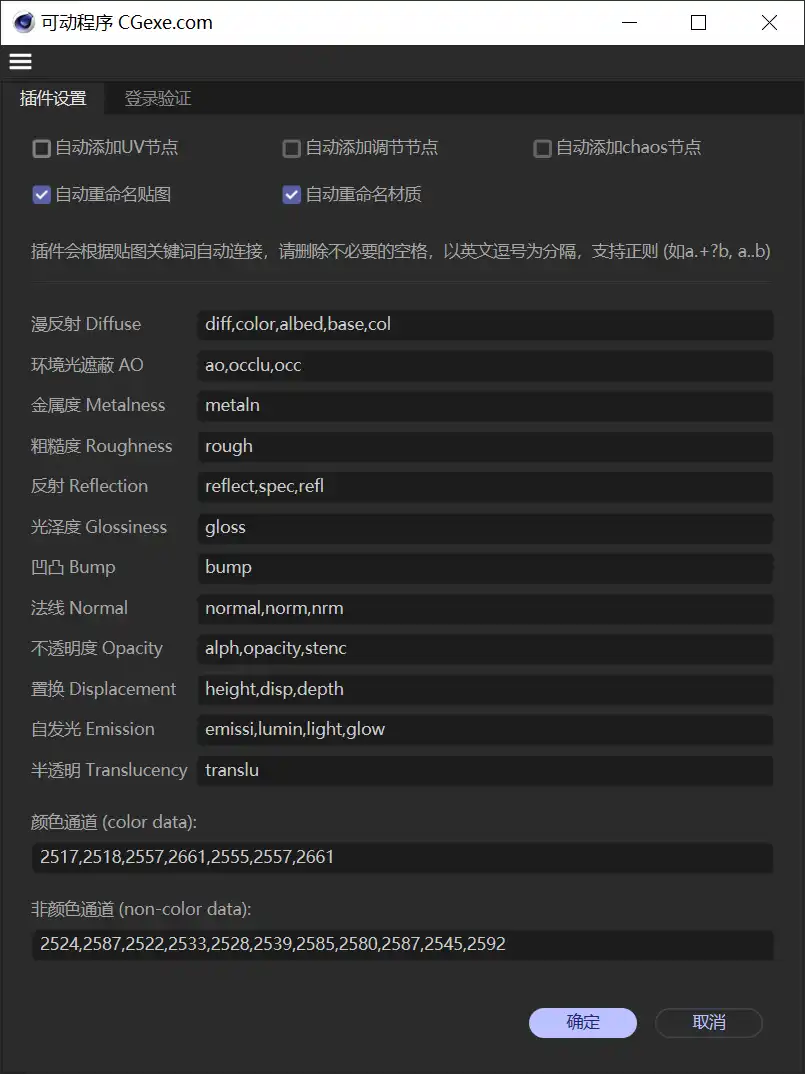 可动程序 CGexe.com
插件设置 登录验证
自动添加UV节点 自动添加调节节点 自动添加chaos节点
自动重命名贴图 自动重命名材质
插件会根据贴图关键词自动连接，请删除不必要的空格，以英文逗号为分隔，支持正则 (如a.+?b, a..b)
漫反射 Diffuse diff,color,albed,base,col
环境光遮蔽 AO ao,occlu,occ
金属度 Metalness metaln
粗糙度 Roughness rough
反射 Reflection reflect,spec,refl
光泽度 Glossiness gloss
凹凸 Bump bump
法线 Normal normal,norm,nrm
不透明度 Opacity alph,opacity,stenc
置换 Displacement height,disp,depth
自发光 Emission emissi,lumin,light,glow
半透明 Translucency translu
颜色通道 (color data):
2517,2518,2557,2661,2555,2557,2661
非颜色通道 (non-color data):
2524,2587,2522,2533,2528,2539,2585,2580,2587,2545,2592
确定 取消